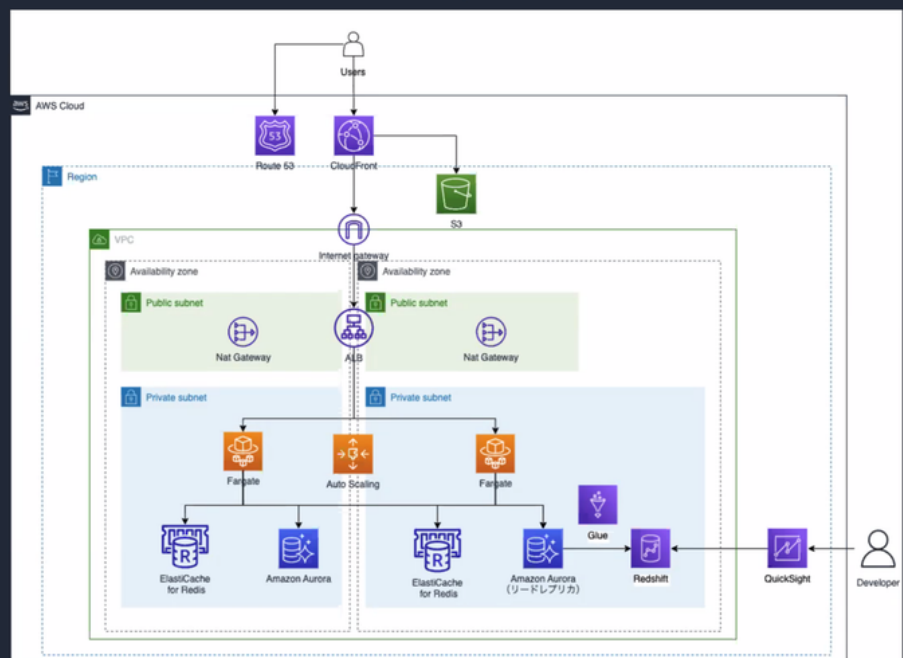 Users
aws
AWS Cloud
53
Route 53
CloudFront
Region
S3
VPC
Internet gateway
Availability zone
Availability zone
Public subnet
Public subnet
Nat Gateway
ALB
Nat Gateway
Private subnet
Private subnet
Fargate
Auto Scaling
Fargate
Glue
R
R
ElastiCache
for Redis
Amazon Aurora
ElastiCache
for Redis
Amazon Aurora
(リードレプリカ)
Redshift
QuickSight
Developer